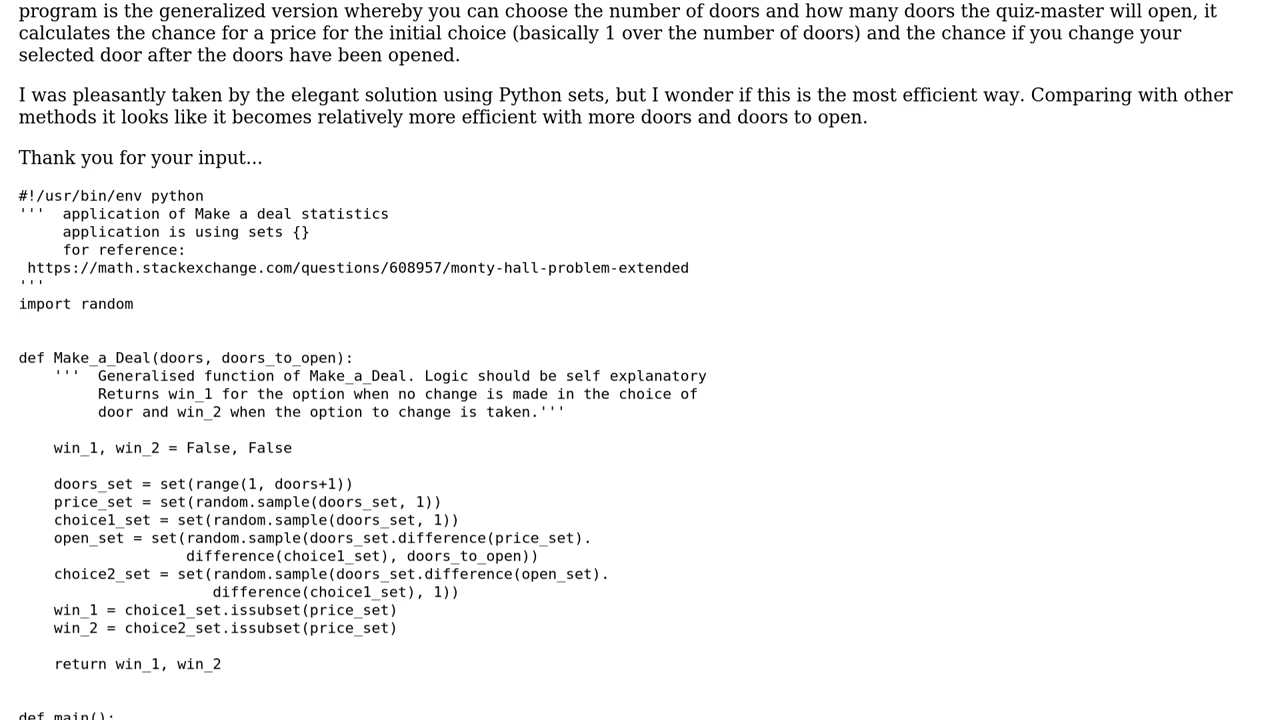 program is the generalized version whereby you can choose the number of doors and how many doors the quiz-master will open, it
calculates the chance for a price for the initial choice (basically 1 over the number of doors) and the chance if you change your
selected door after the doors have been opened.
I was pleasantly taken by the elegant solution using Python sets, but I wonder if this is the most efficient way. Comparing with other
methods it looks like it becomes relatively more efficient with more doors and doors to open.
Thank you for your input...
#!/usr/bin/env python
'''  application of Make a deal statistics
     application is using sets {}
     for reference:
 https://math.stackexchange.com/questions/608957/monty-hall-problem-extended
'''
import random
def Make_a_Deal(doors, doors_to_open):
    '''  Generalised function of Make_a_Deal. Logic should be self explanatory
         Returns win_1 for the option when no change is made in the choice of
         door and win_2 when the option to change is taken.'''
    win_1, win_2 = False, False
    doors_set = set(range(1, doors+1))
    price_set = set(random.sample(doors_set, 1))
    choice1_set = set(random.sample(doors_set, 1))
    open_set = set(random.sample(doors_set.difference(price_set).
                   difference(choice1_set), doors_to_open))
    choice2_set = set(random.sample(doors_set.difference(open_set).
                      difference(choice1_set), 1))
    win_1 = choice1_set.issubset(price_set)
    win_2 = choice2_set.issubset(price_set)
    return win_1, win_2
def main():